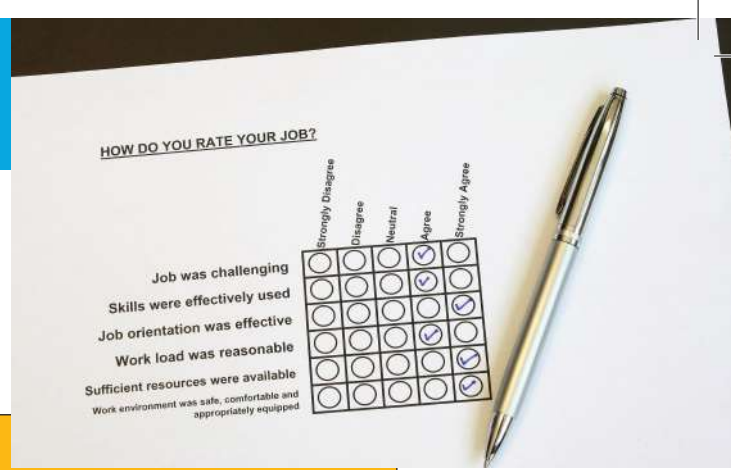 HOW DO YOU RATE YOUR JOB?
Strongly Disagree
Disagree
Neutral
Agree
Strongly Agree
Job was challenging
Skills were effectively used
Job orientation was effective
Work load was reasonable
Sufficient resources were available
Work environment was safe, comfortable and
appropriately equipped